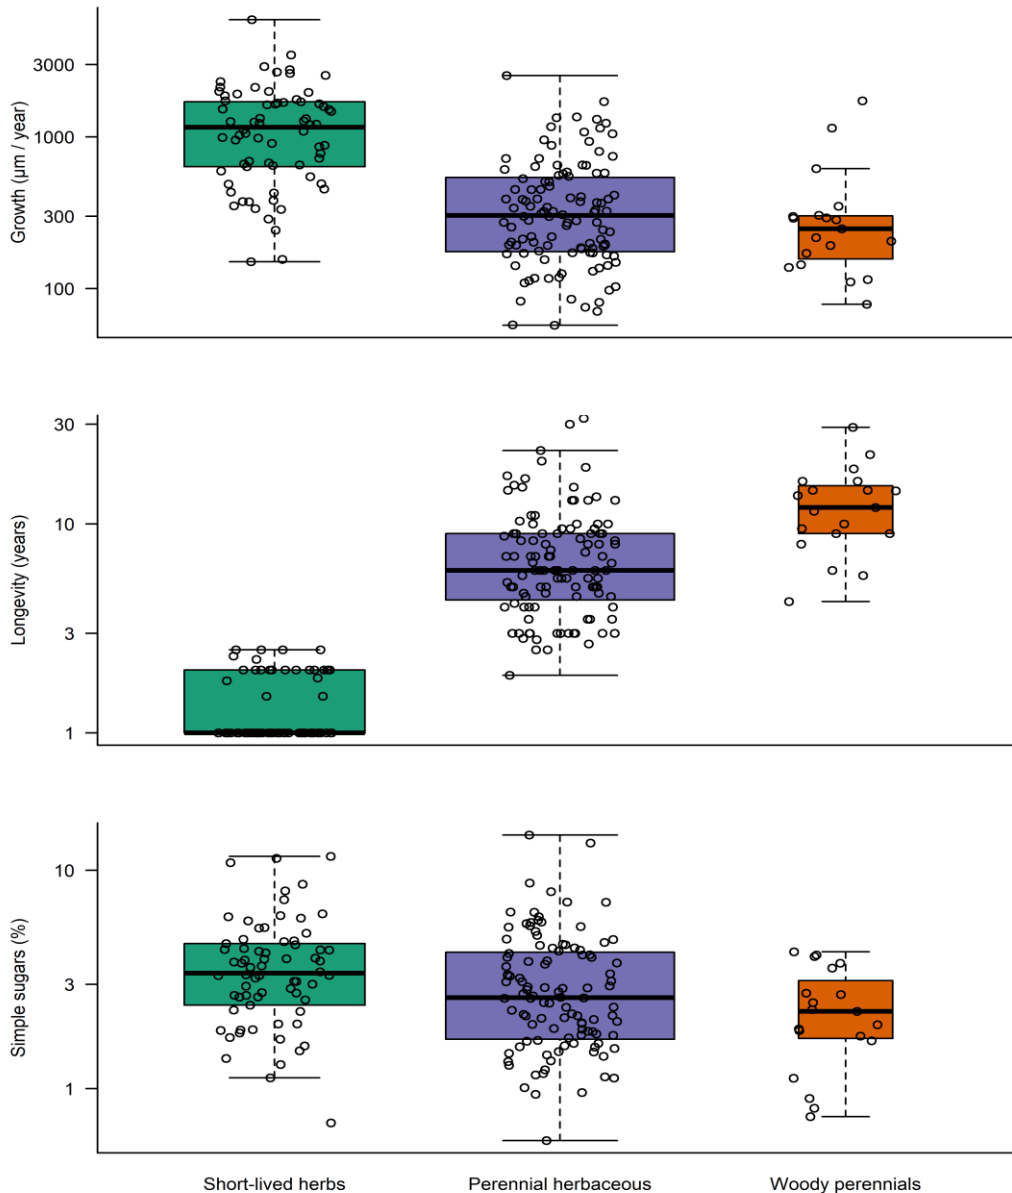 Growth (µm / year)
3000
1000
300
100
Longevity (years)
30
10
3
1
Simple sugars (%)
10
3
1
Short-lived herbs
Perennial herbaceous
Woody perennials